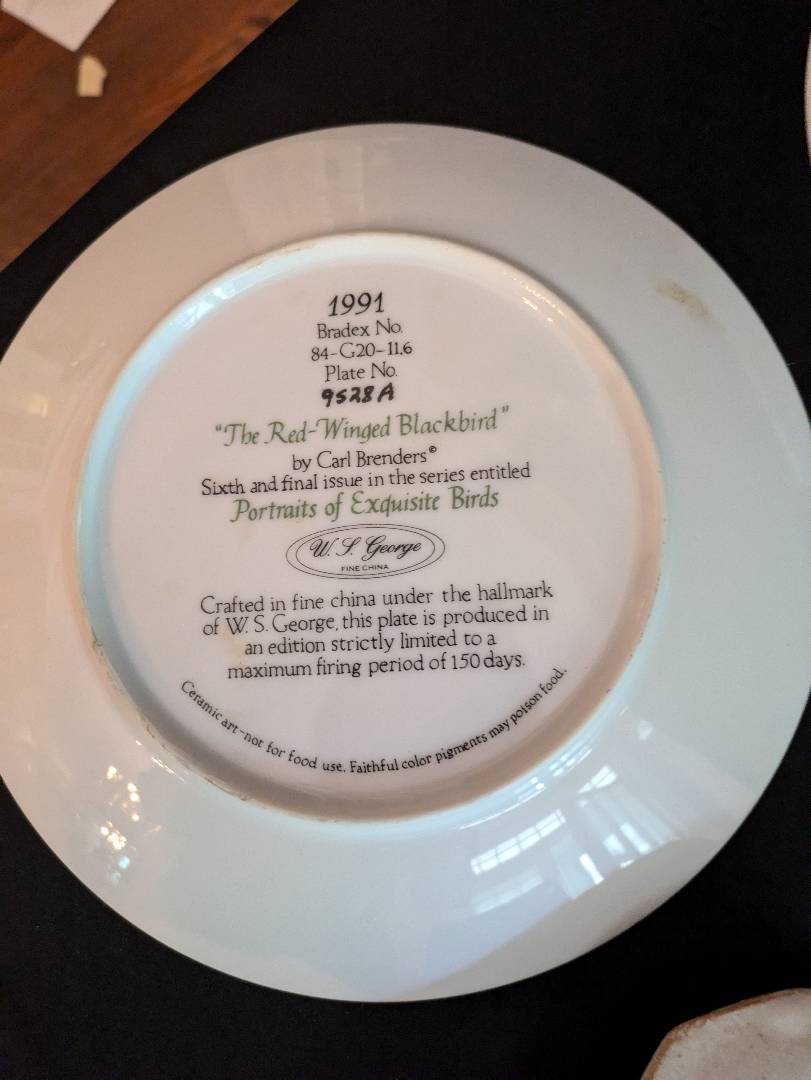 1991
Bradex No.
84-G20-11.6
Plate No.
9528A
"The Red-Winged Blackbird"
by Carl Brenders©
Sixth and final issue in the series entitled
Portraits of Exquisite Birds
W. S. George
FINE CHINA
Crafted in fine china under the hallmark
of W. S. George, this plate is produced in
an edition strictly limited to a
maximum firing period of 150 days.
Ceramic art-not for food use. Faithful color pigments may poison food.